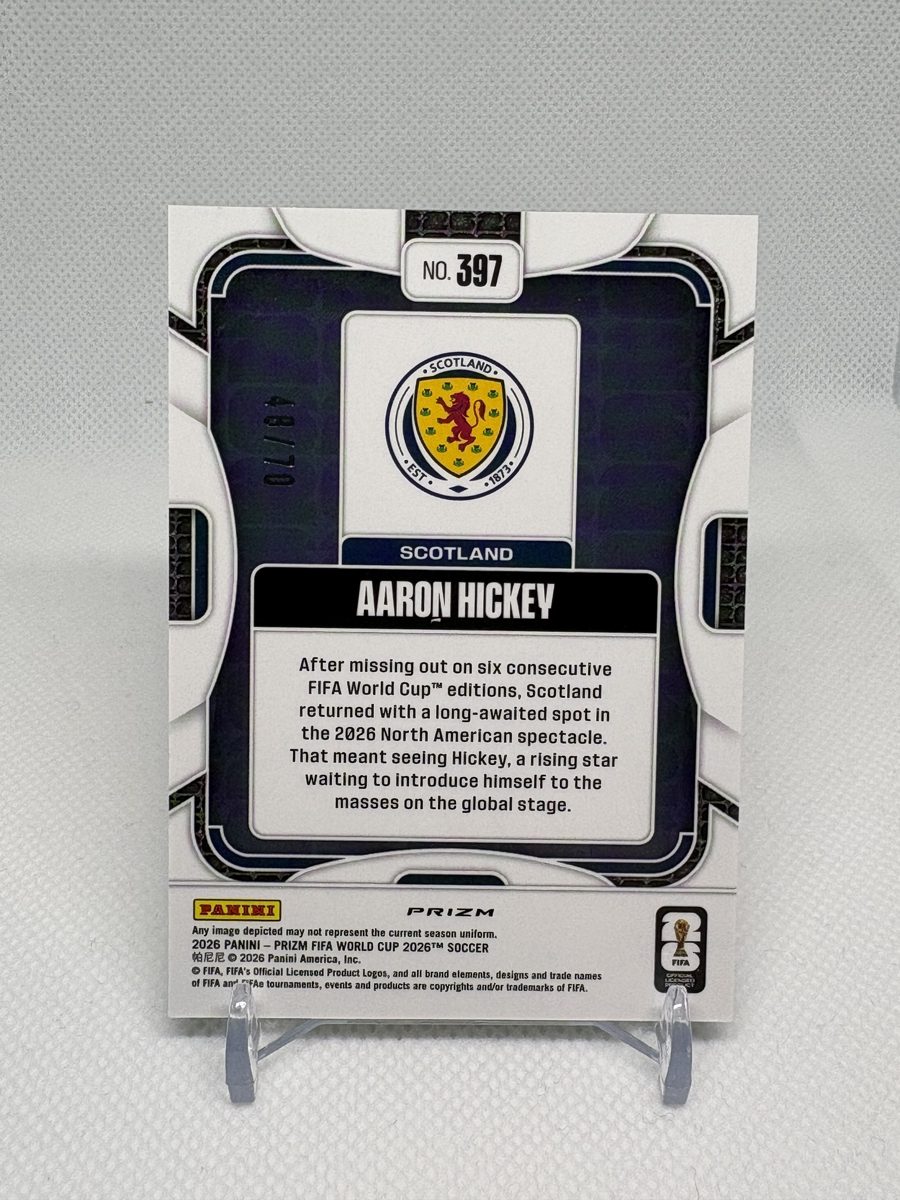 NO. 397
48/70
SCOTLAND
EST
1873
SCOTLAND
AARON HICKEY
After missing out on six consecutive
FIFA World Cup™ editions, Scotland
returned with a long-awaited spot in
the 2026 North American spectacle.
That meant seeing Hickey, a rising star
waiting to introduce himself to the
masses on the global stage.
PANINI
PRIZM
Any image depicted may not represent the current season uniform.
2026 PANINI – PRIZM FIFA WORLD CUP 2026™ SOCCER
帕尼尼 © 2026 Panini America, Inc.
© FIFA, FIFA's Official Licensed Product Logos, and all brand elements, designs and trade names
of FIFA and FIFAe tournaments, events and products are copyrights and/or trademarks of FIFA.
26
FIFA
OFFICIAL
LICENSED
PRODUCT